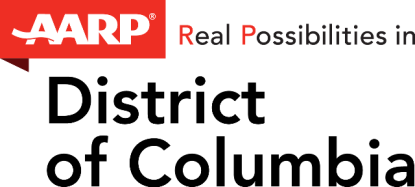 AARP® Real Possibilities in
District
of Columbia